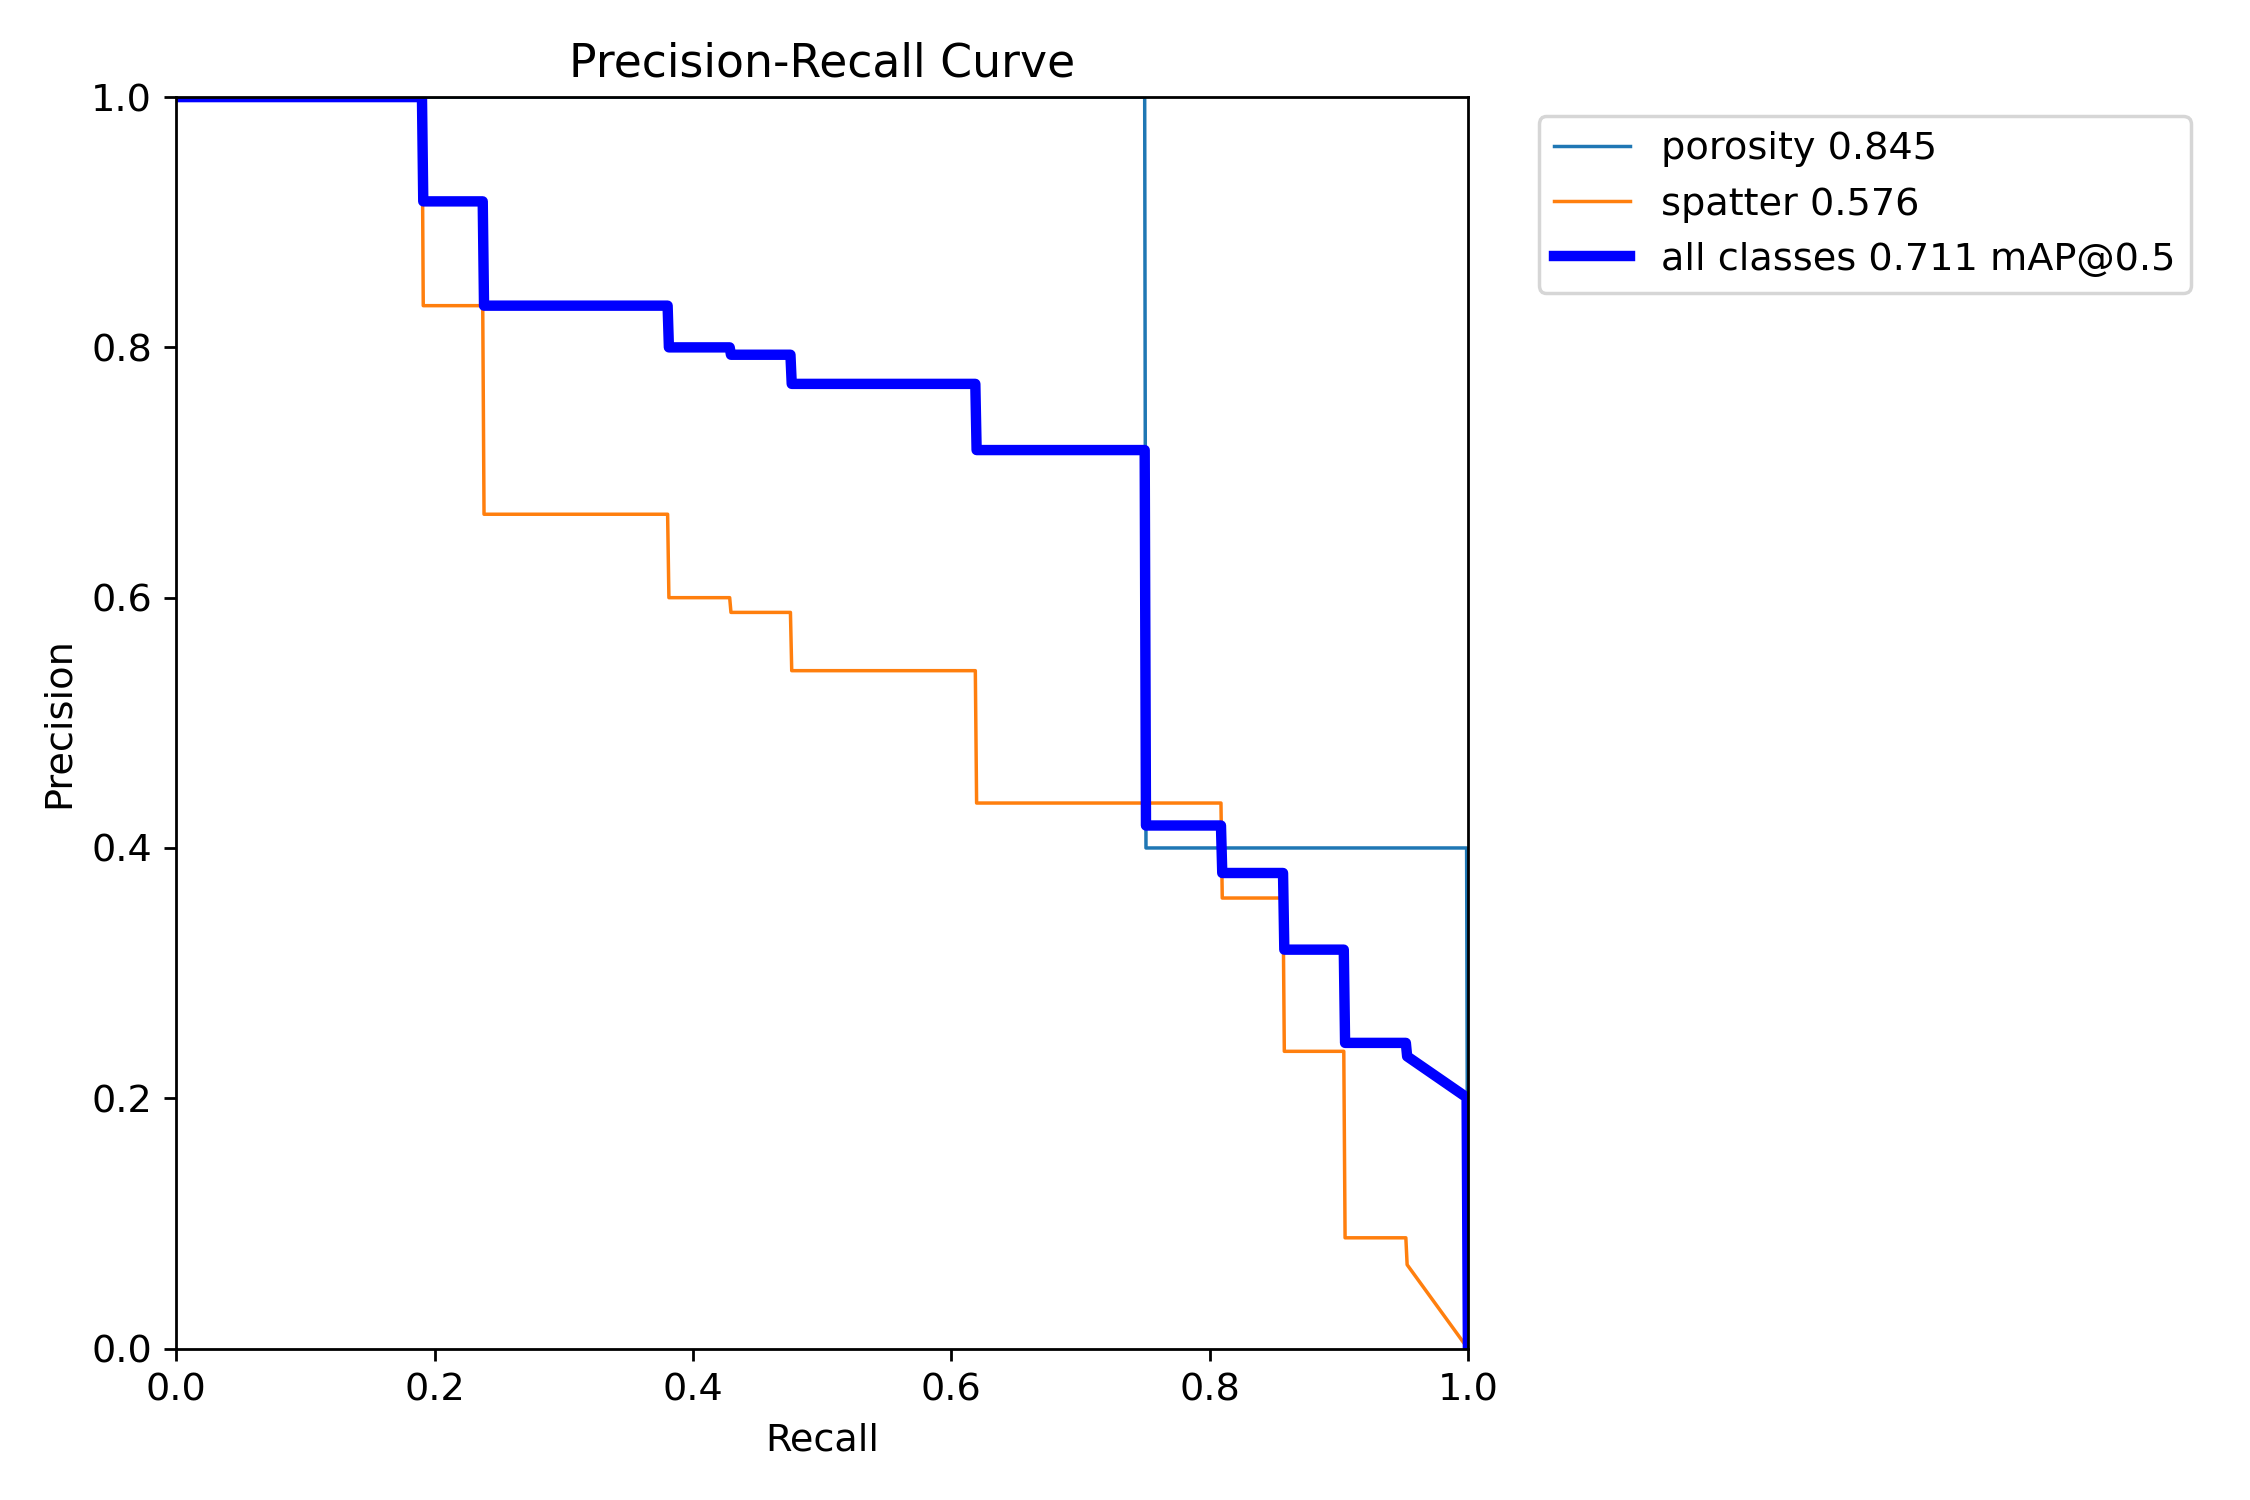 Precision-Recall Curve
1.0
0.8
0.6
0.4
0.2
0.0
Precision
0.0 0.2 0.4 0.6 0.8 1.0
Recall
porosity 0.845
spatter 0.576
all classes 0.711 mAP@0.5